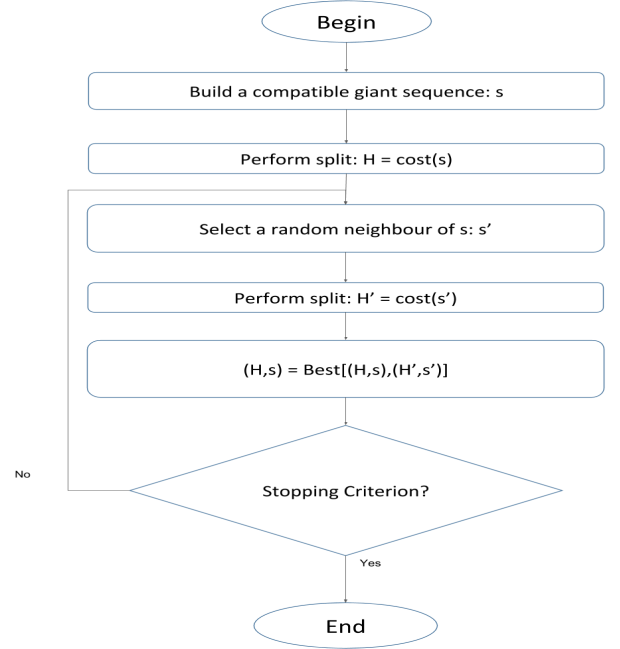 Begin
Build a compatible giant sequence: s
Perform split: H = cost(s)
Select a random neighbour of s: s’
Perform split: H’ = cost(s’)
(H,s) = Best[(H,s),(H’,s’)]
Stopping Criterion?
No
Yes
End